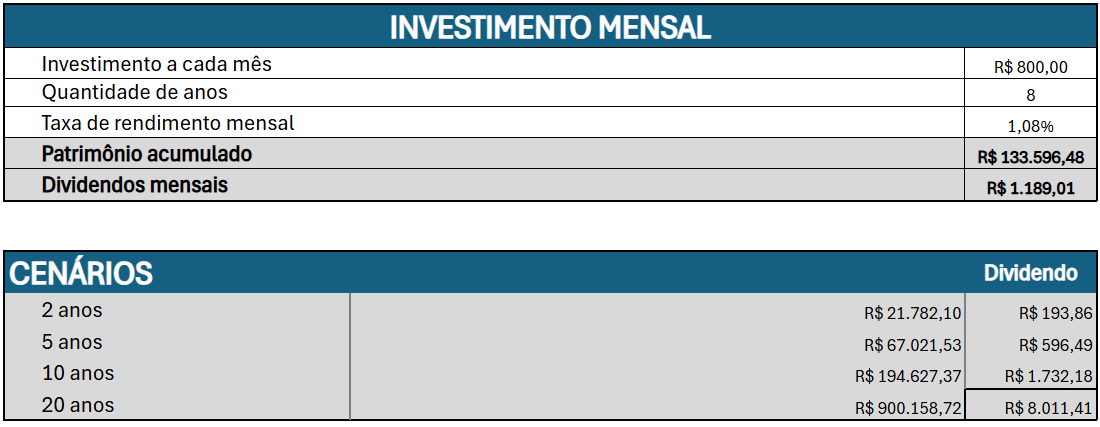 INVESTIMENTO MENSAL
Investimento a cada mês R$ 800,00
Quantidade de anos 8
Taxa de rendimento mensal 1,08%
Patrimônio acumulado R$ 133.596,48
Dividendos mensais R$ 1.189,01
CENÁRIOS Dividendo
2 anos R$ 21.782,10 R$ 193,86
5 anos R$ 67.021,53 R$ 596,49
10 anos R$ 194.627,37 R$ 1.732,18
20 anos R$ 900.158,72 R$ 8.011,41